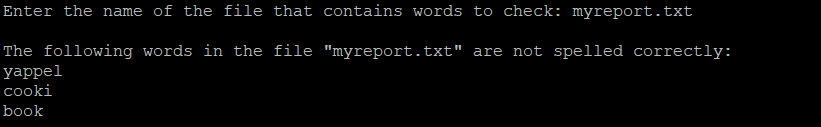 Enter the name of the file that contains words to check: myreport.txt
The following words in the file "myreport.txt" are not spelled correctly:
yappel
cooki
book